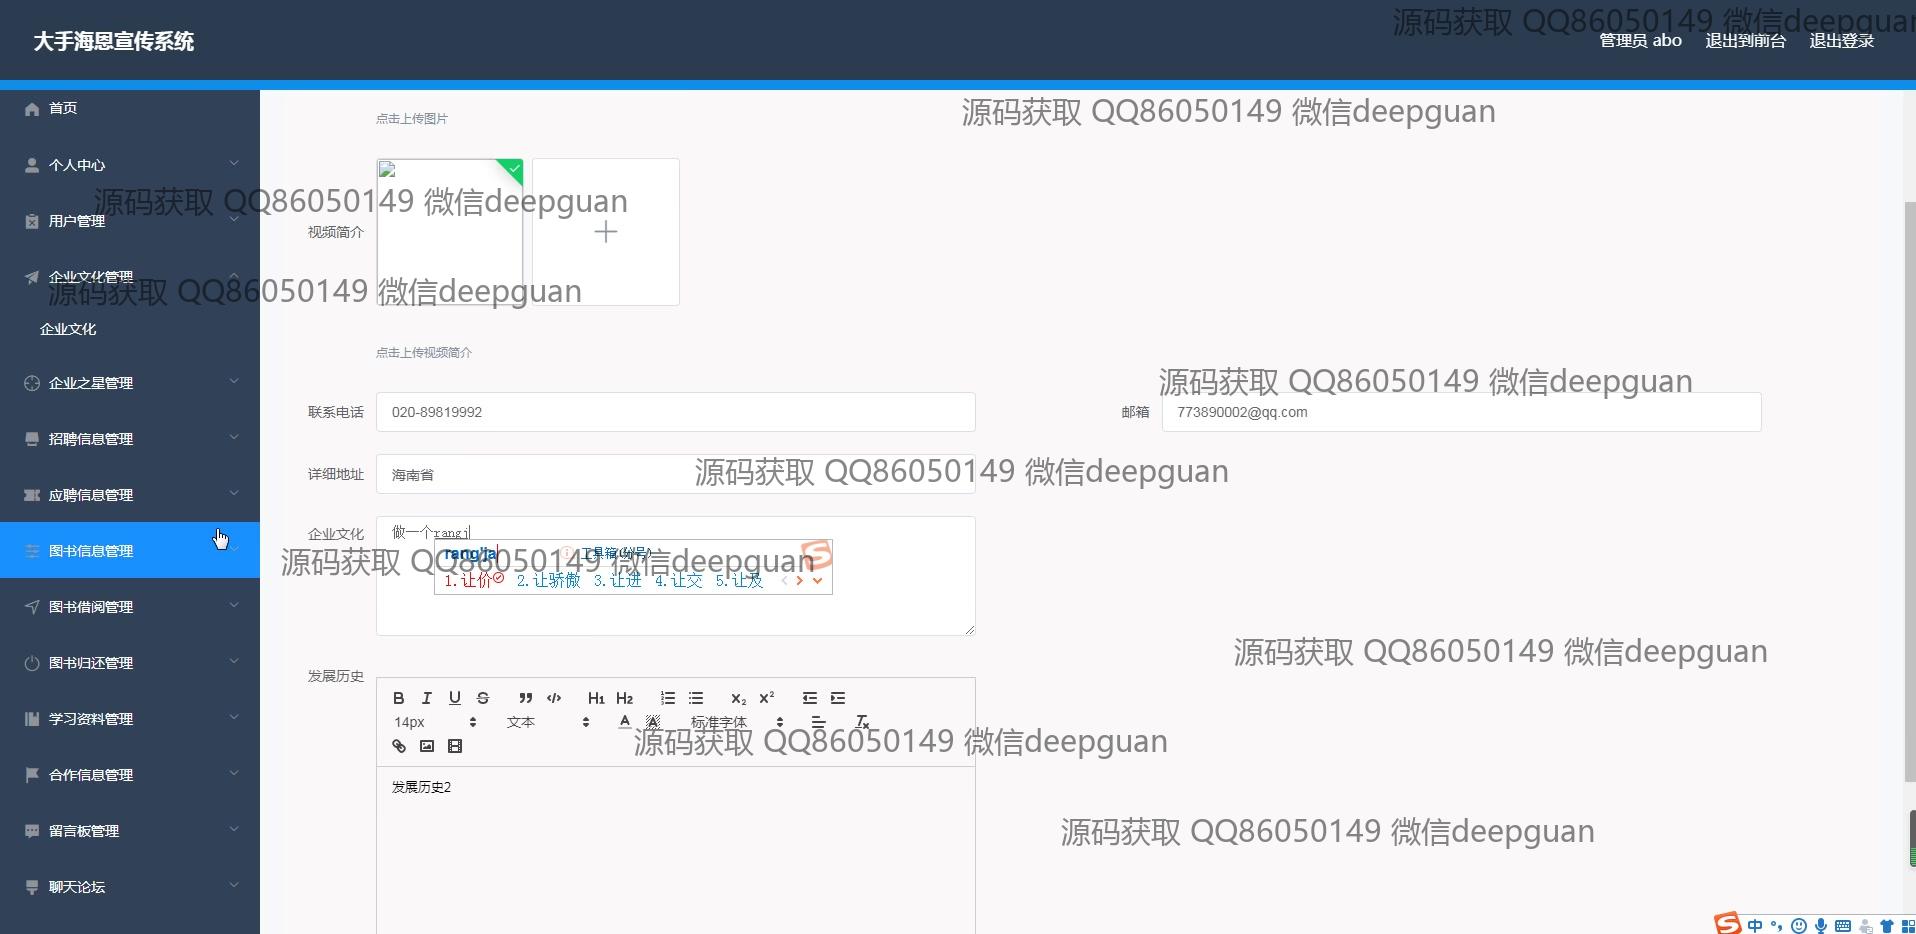 大手海恩宣传系统
源码获取 QQ86050149 微信deepguan
管理员 abo 退出到前台 退出登录
首页
个人中心
用户管理
企业文化管理
企业文化
企业之星管理
招聘信息管理
应聘信息管理
图书信息管理
图书借阅管理
图书归还管理
学习资料管理
合作信息管理
留言板管理
聊天论坛
点击上传图片
源码获取 QQ86050149 微信deepguan
源码获取 QQ86050149 微信deepguan
视频简介
源码获取 QQ86050149 微信deepguan
点击上传视频简介
源码获取 QQ86050149 微信deepguan
联系电话 020-89819992 邮箱 773890002@qq.com
详细地址 海南省
源码获取 QQ86050149 微信deepguan
企业文化 做一个rangj
rang'ja 工具箱(分号)
源码获取 QQ86050149 微信deepguan
1.让价 2.让骄傲 3.让进 4.让交 5.让及
源码获取 QQ86050149 微信deepguan
发展历史
B I U S H1 H2 X2 X2
14px 文本 A A 标准字体 Tx
源码获取 QQ86050149 微信deepguan
发展历史2
源码获取 QQ86050149 微信deepguan
S 中